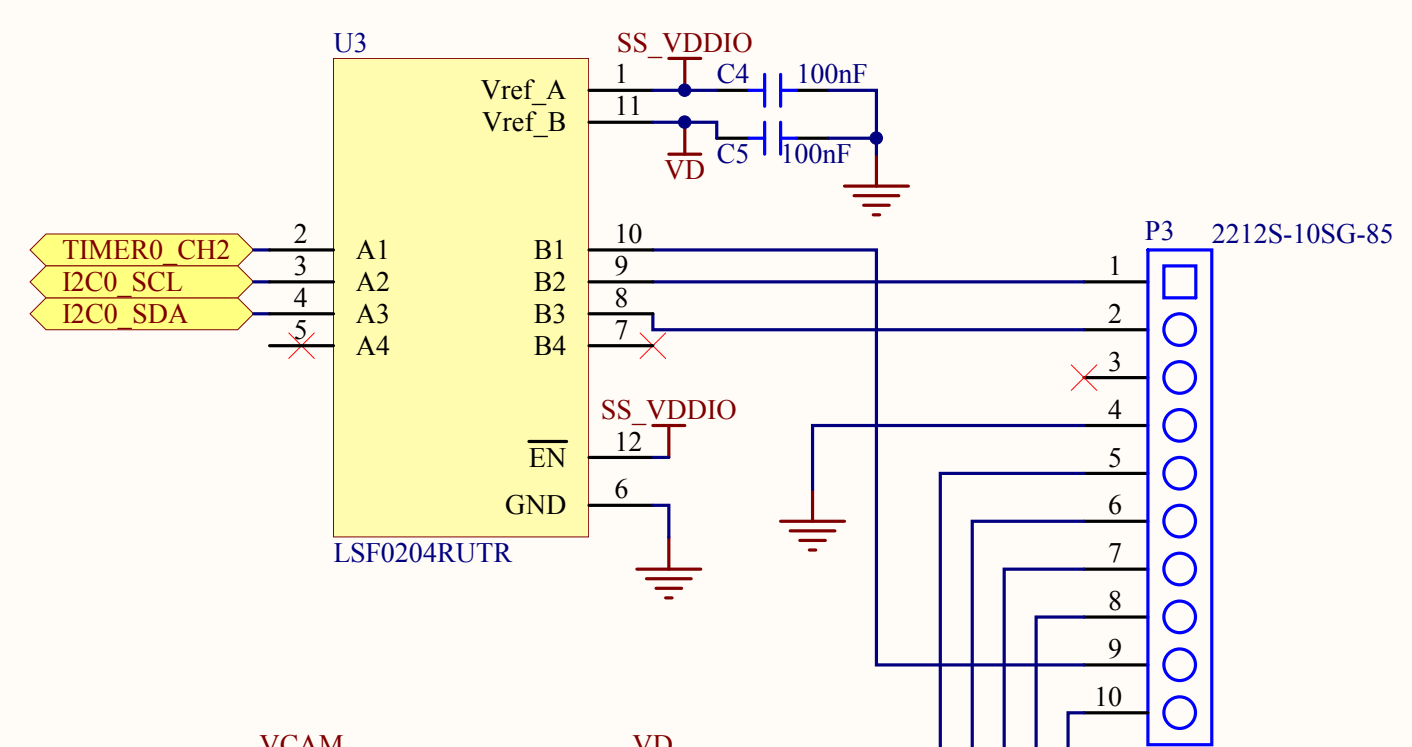 U3
SS_VDDIO
Vref_A 1 C4 100nF
Vref_B 11
C5 100nF
VD
P3 2212S-10SG-85
TIMER0_CH2 2 A1 B1 10
I2C0_SCL 3 A2 B2 9 1
I2C0_SDA 4 A3 B3 8 2
5 A4 B4 7
3
SS_VDDIO 4
EN 12
5
GND 6 6
LSF0204RUTR
7
8
9
10
VCAM VD